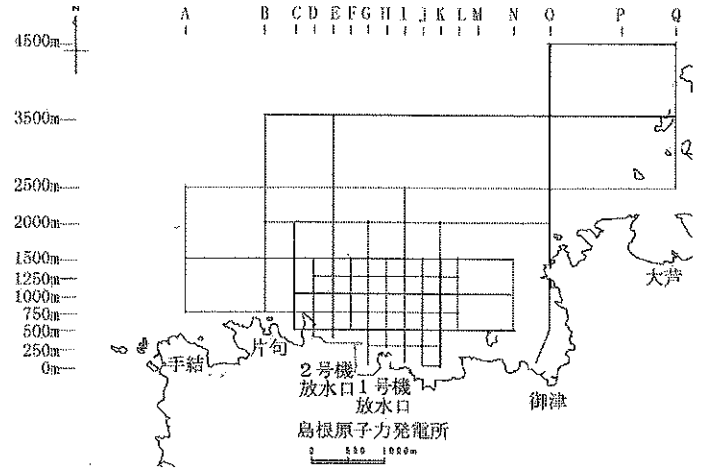 A B C D E F G H I J K L M N O P Q
N
4500m
3500m
2500m
2000m
1500m
1250m
1000m
750m
500m
250m
0m
大芦
手結
片句
2号機
放水口
1号機
放水口
御津
島根原子力発電所
0 500 1000m